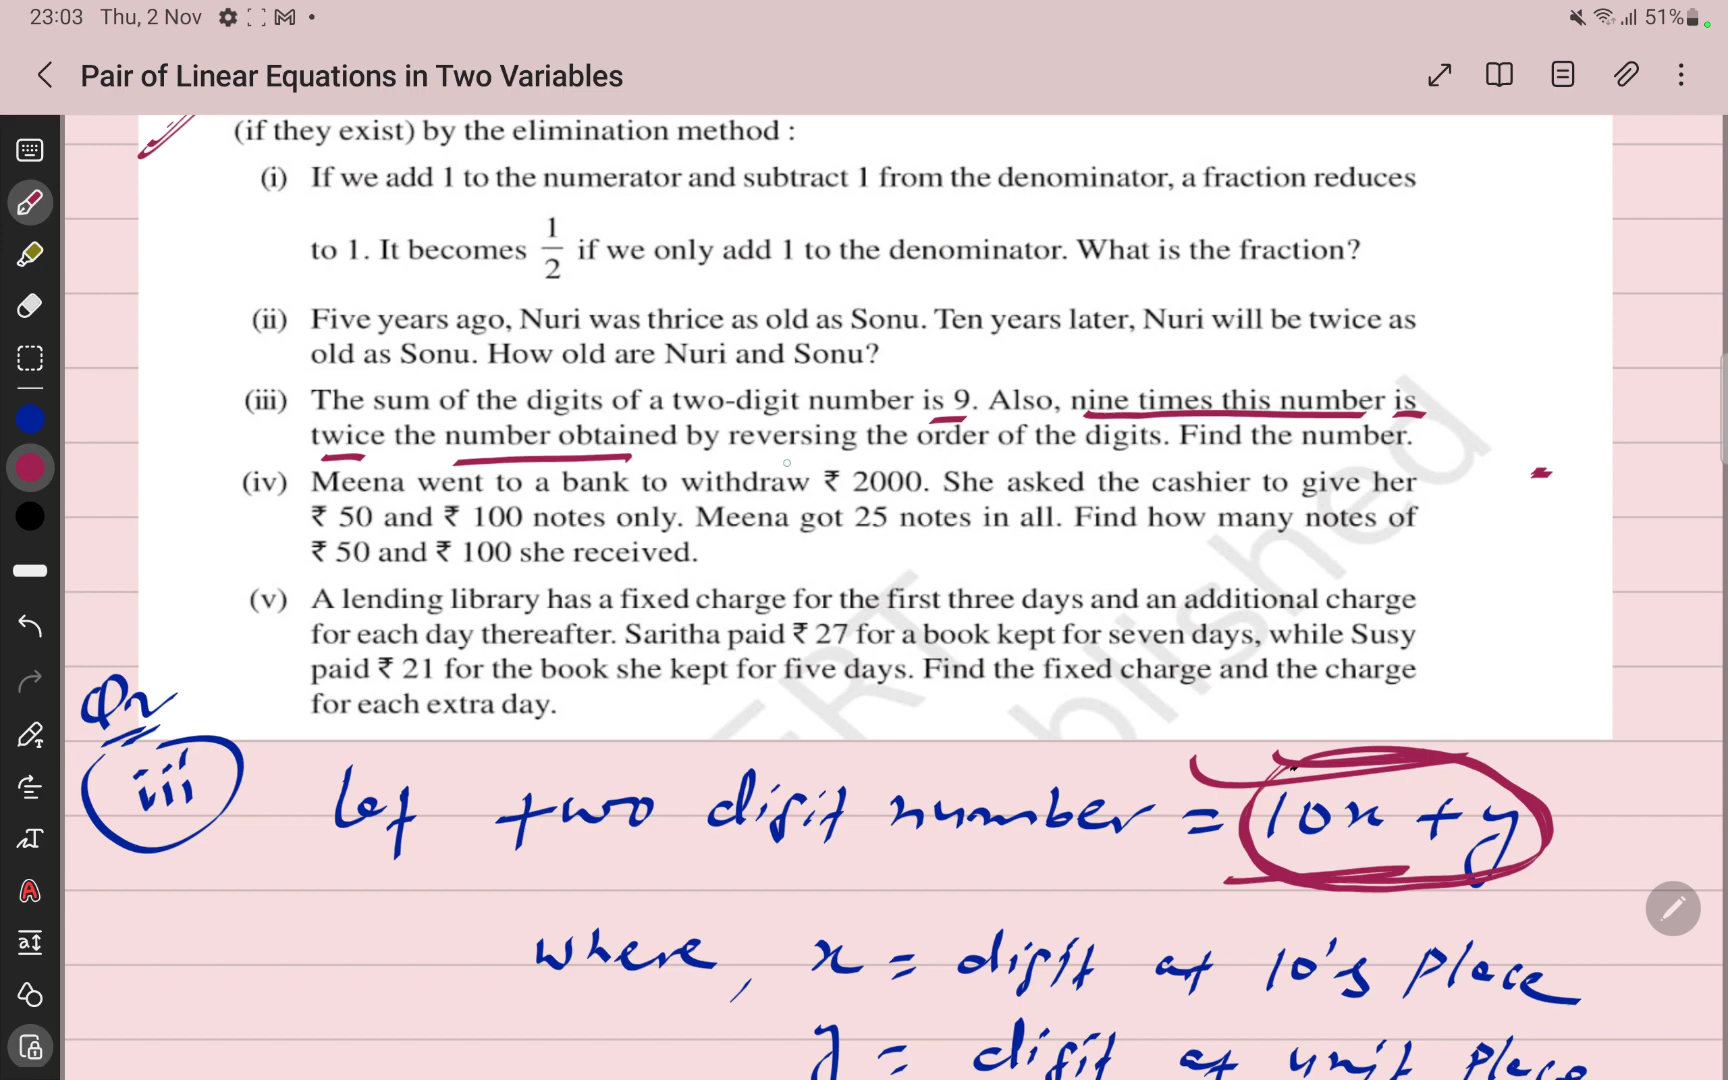 23:03 Thu, 2 Nov 51%
Pair of Linear Equations in Two Variables
(if they exist) by the elimination method :
(i) If we add 1 to the numerator and subtract 1 from the denominator, a fraction reduces
to 1. It becomes 1/2 if we only add 1 to the denominator. What is the fraction?
(ii) Five years ago, Nuri was thrice as old as Sonu. Ten years later, Nuri will be twice as
old as Sonu. How old are Nuri and Sonu?
(iii) The sum of the digits of a two-digit number is 9. Also, nine times this number is
twice the number obtained by reversing the order of the digits. Find the number.
(iv) Meena went to a bank to withdraw ₹ 2000. She asked the cashier to give her
₹ 50 and ₹ 100 notes only. Meena got 25 notes in all. Find how many notes of
₹ 50 and ₹ 100 she received.
(v) A lending library has a fixed charge for the first three days and an additional charge
for each day thereafter. Saritha paid ₹ 27 for a book kept for seven days, while Susy
paid ₹ 21 for the book she kept for five days. Find the fixed charge and the charge
for each extra day.
iii Let two digit number = 10x + y
where, x = digit at 10's place
y = digit at unit place